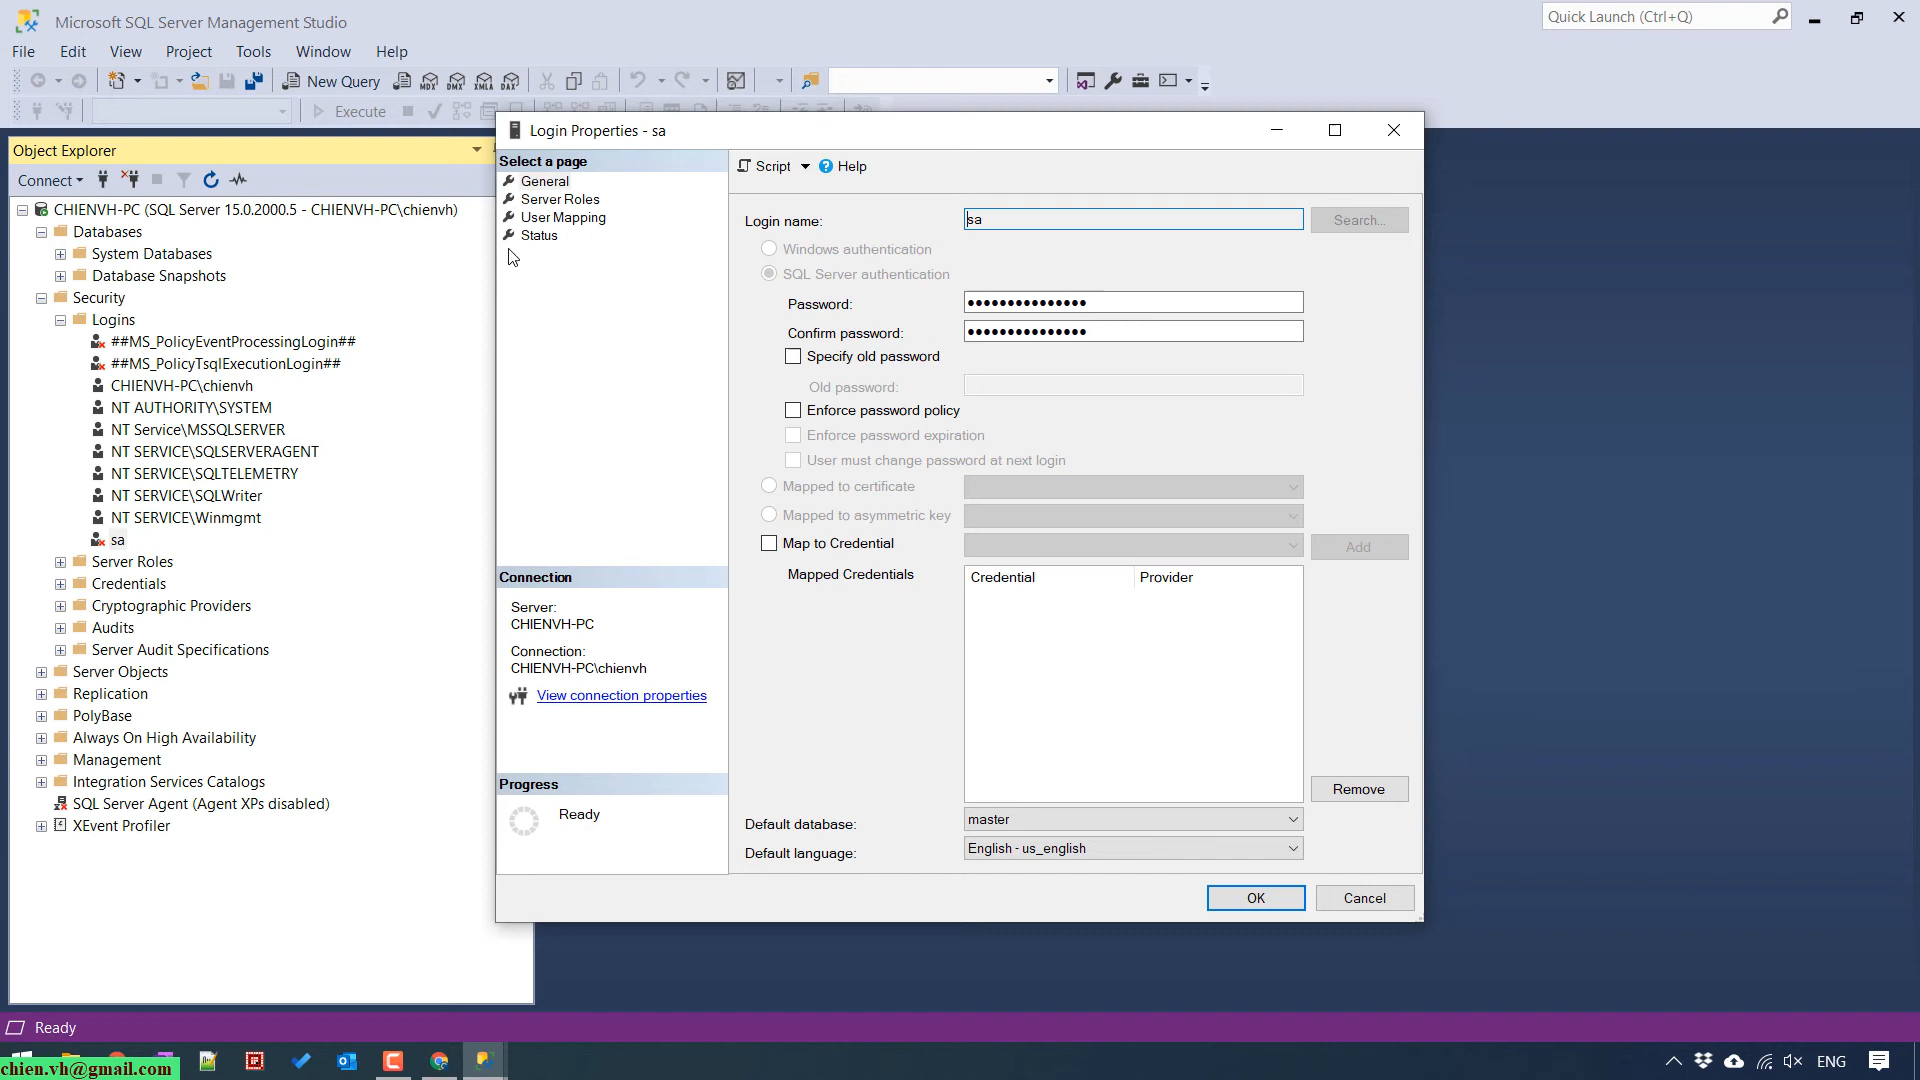 Microsoft SQL Server Management Studio
Quick Launch (Ctrl+Q)
File Edit View Project Tools Window Help
New Query
MDX DMX XMLA DAX
Execute
Object Explorer
Connect
CHIENVH-PC (SQL Server 15.0.2000.5 - CHIENVH-PC\chienvh)
Databases
System Databases
Database Snapshots
Security
Logins
##MS_PolicyEventProcessingLogin##
##MS_PolicyTsqlExecutionLogin##
CHIENVH-PC\chienvh
NT AUTHORITY\SYSTEM
NT Service\MSSQLSERVER
NT SERVICE\SQLSERVERAGENT
NT SERVICE\SQLTELEMETRY
NT SERVICE\SQLWriter
NT SERVICE\Winmgmt
sa
Server Roles
Credentials
Cryptographic Providers
Audits
Server Audit Specifications
Server Objects
Replication
PolyBase
Always On High Availability
Management
Integration Services Catalogs
SQL Server Agent (Agent XPs disabled)
XEvent Profiler
Login Properties - sa
Select a page
General
Server Roles
User Mapping
Status
Connection
Server:
CHIENVH-PC
Connection:
CHIENVH-PC\chienvh
View connection properties
Progress
Ready
Script Help
Login name: sa Search...
Windows authentication
SQL Server authentication
Password: ●●●●●●●●●●●●●●●
Confirm password: ●●●●●●●●●●●●●●●
Specify old password
Old password:
Enforce password policy
Enforce password expiration
User must change password at next login
Mapped to certificate
Mapped to asymmetric key
Map to Credential Add
Mapped Credentials Credential Provider
Remove
Default database: master
Default language: English - us_english
OK Cancel
Ready
chien.vh@gmail.com
ENG